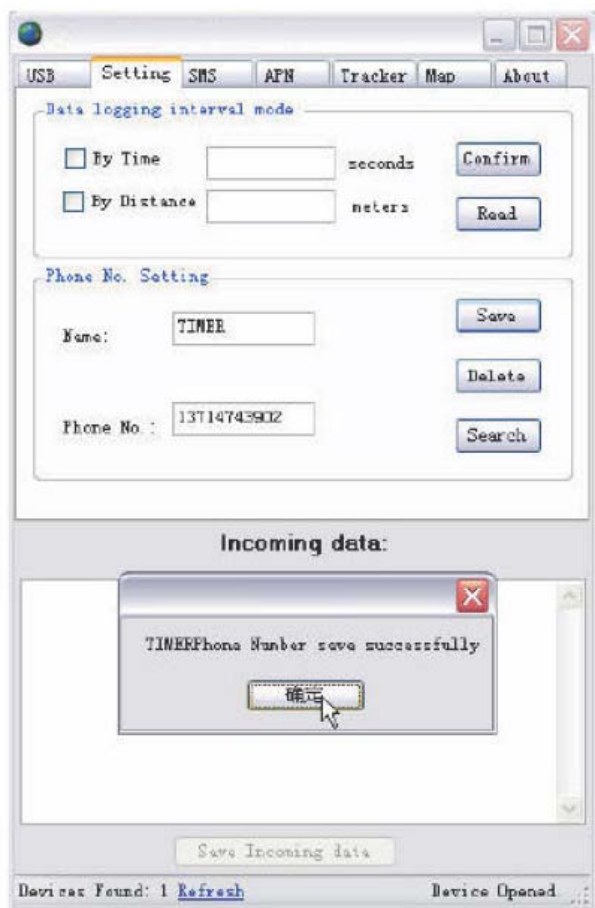 USB Setting SMS APN Tracker Map About
Data logging interval mode
By Time seconds Confirm
By Distance meters Read
Phone No. Setting
Name: TIMER Save
Delete
Phone No.: 13714743902 Search
Incoming data:
TIMERPhone Number save successfully
确定
Save Incoming data
Devices Found: 1 Refresh Device Opened